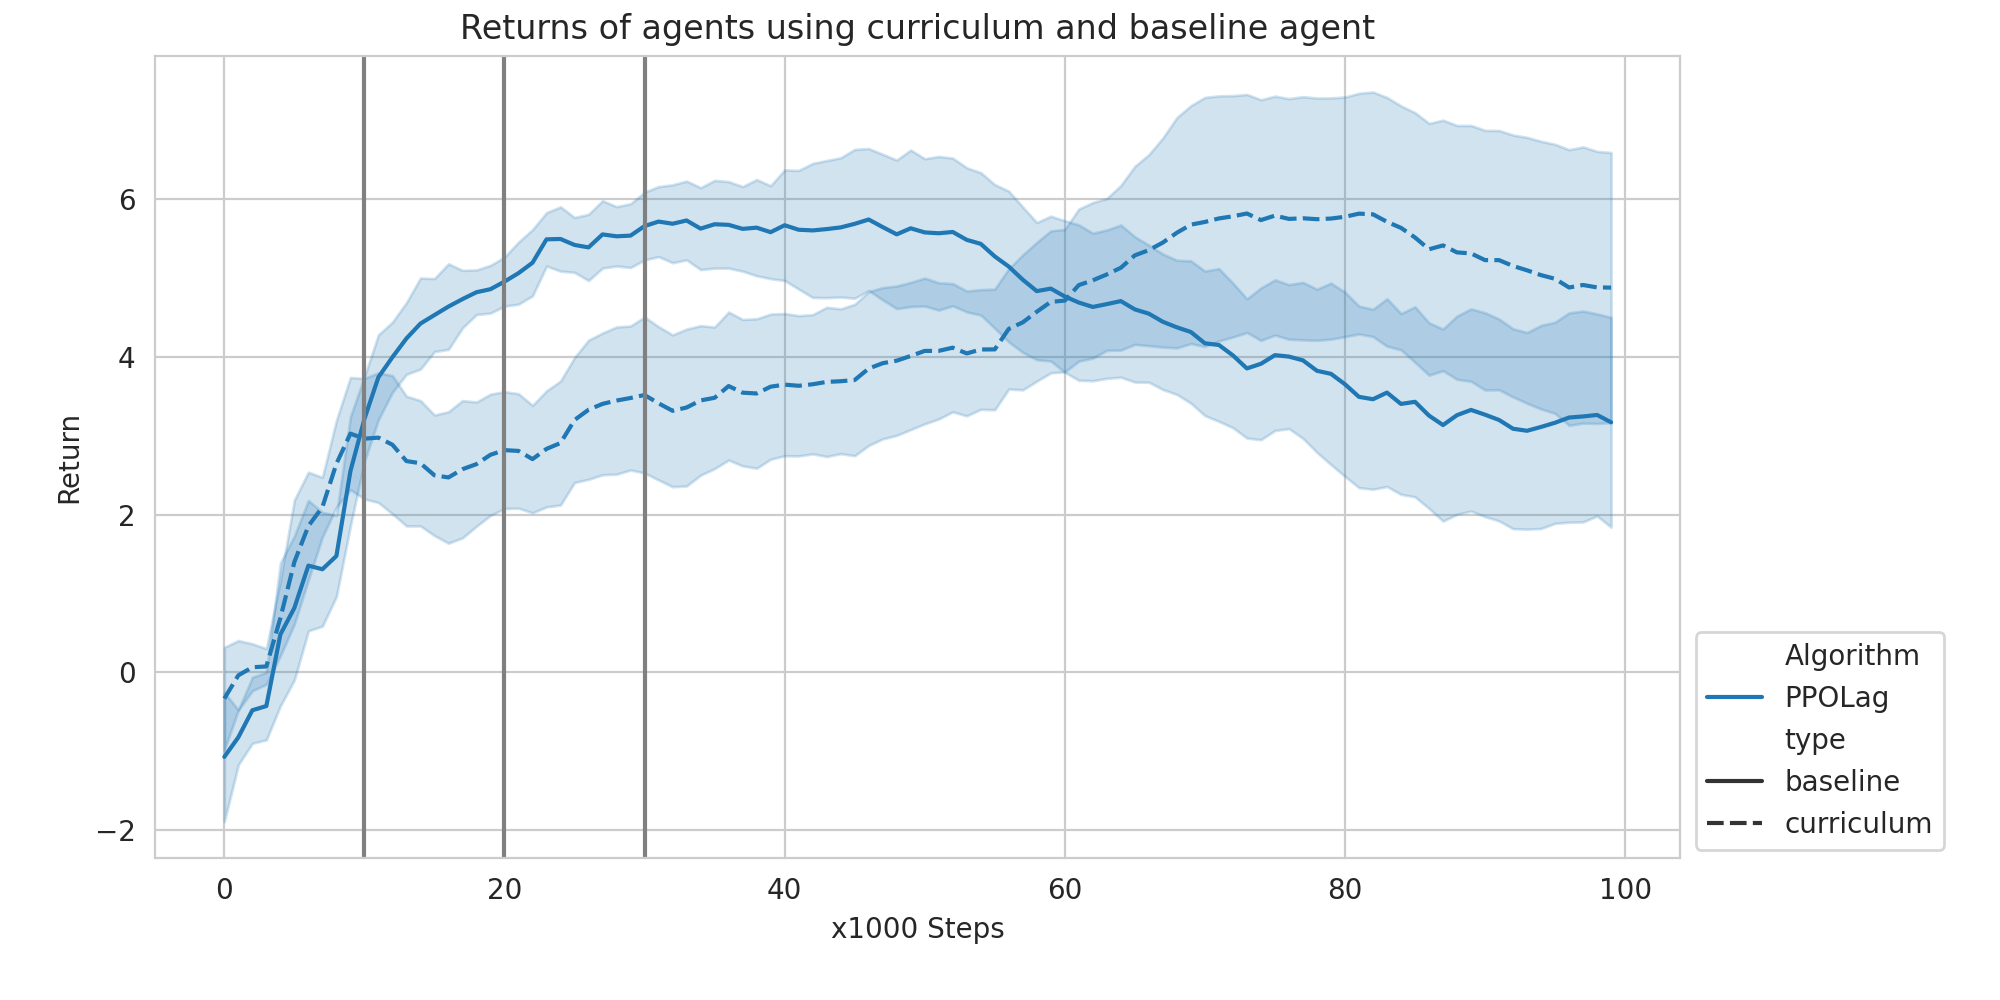 Returns of agents using curriculum and baseline agent
6
4
2
0
−2
Return
0 20 40 60 80 100
x1000 Steps
Algorithm
PPOLag
type
baseline
curriculum